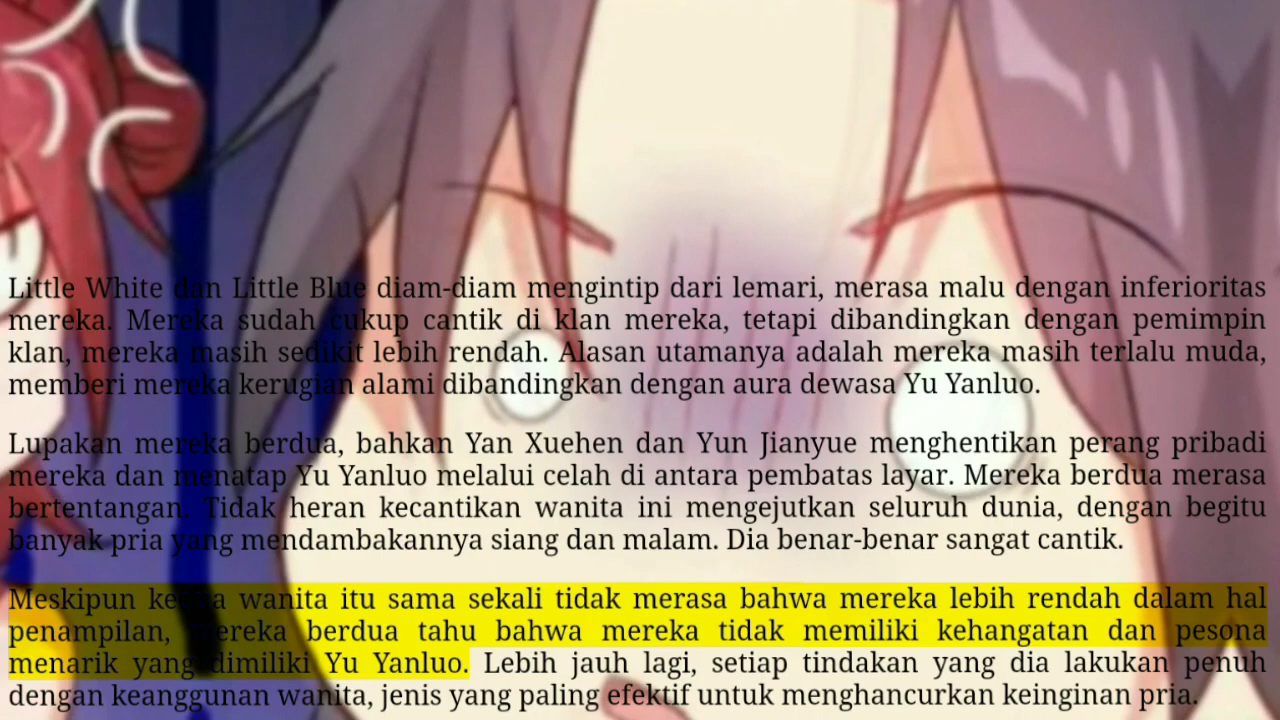 Little White dan Little Blue diam-diam mengintip dari lemari, merasa malu dengan inferioritas
mereka. Mereka sudah cukup cantik di klan mereka, tetapi dibandingkan dengan pemimpin
klan, mereka masih sedikit lebih rendah. Alasan utamanya adalah mereka masih terlalu muda,
memberi mereka kerugian alami dibandingkan dengan aura dewasa Yu Yanluo.
Lupakan mereka berdua, bahkan Yan Xuehen dan Yun Jianyue menghentikan perang pribadi
mereka dan menatap Yu Yanluo melalui celah di antara pembatas layar. Mereka berdua merasa
bertentangan. Tidak heran kecantikan wanita ini mengejutkan seluruh dunia, dengan begitu
banyak pria yang mendambakannya siang dan malam. Dia benar-benar sangat cantik.
Meskipun kedua wanita itu sama sekali tidak merasa bahwa mereka lebih rendah dalam hal
penampilan, mereka berdua tahu bahwa mereka tidak memiliki kehangatan dan pesona
menarik yang dimiliki Yu Yanluo. Lebih jauh lagi, setiap tindakan yang dia lakukan penuh
dengan keanggunan wanita, jenis yang paling efektif untuk menghancurkan keinginan pria.